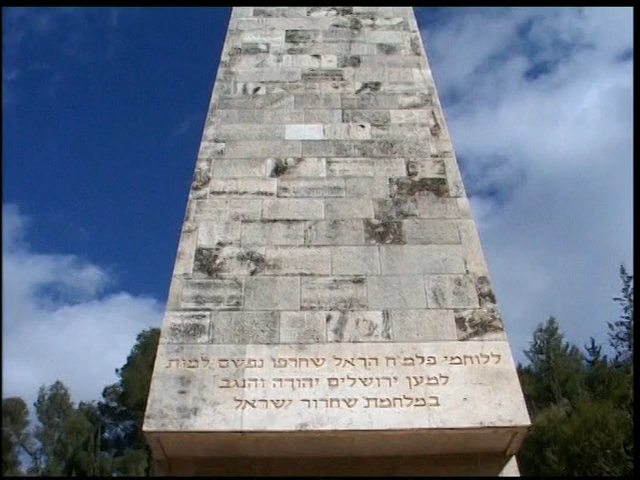 ללוחמי פלמ״ח הראל שחרפו נפשם למות
למען ירושלים יהודה והנגב
במלחמת שחרור ישראל